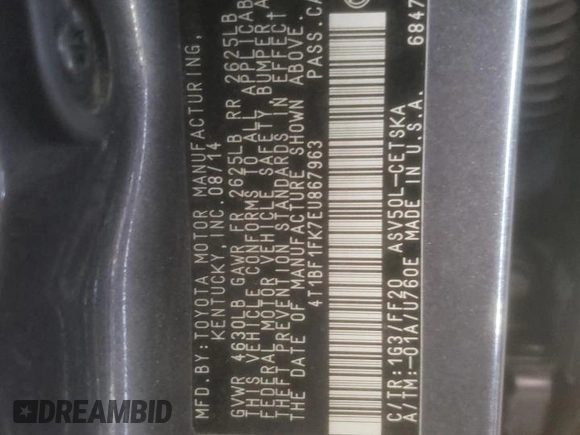 MFD.BY:TOYOTA MOTOR MANUFACTURING,
KENTUCKY, INC. 08/14
GVWR 4630LB GAWR FR 2625LB RR 2625LB
THIS VEHICLE CONFORMS TO ALL APPLICAB
FEDERAL MOTOR VEHICLE SAFETY, BUMPER, A
THEFT PREVENTION STANDARDS IN EFFECT
THE DATE OF MANUFACTURE SHOWN ABOVE.
4T1BF1FK7EU867963 PASS.CA
C/TR:1G3/FF20 ASV50L-CETSKA 6847
A/TM:-01A/U760E MADE IN U.S.A.
DREAMBID